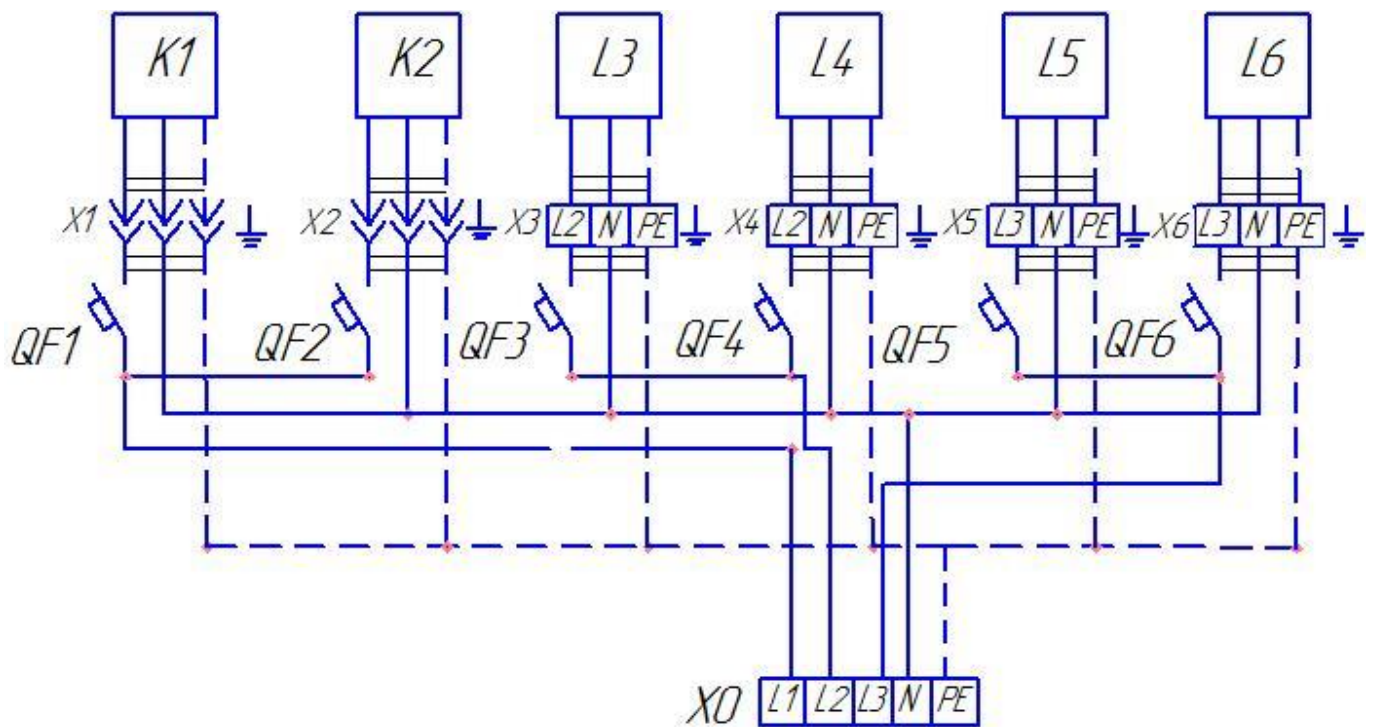 K1 K2 L3 L4 L5 L6
X1 X2 X3 L2 N PE X4 L2 N PE X5 L3 N PE X6 L3 N PE
QF1 QF2 QF3 QF4 QF5 QF6
X0 L1 L2 L3 N PE